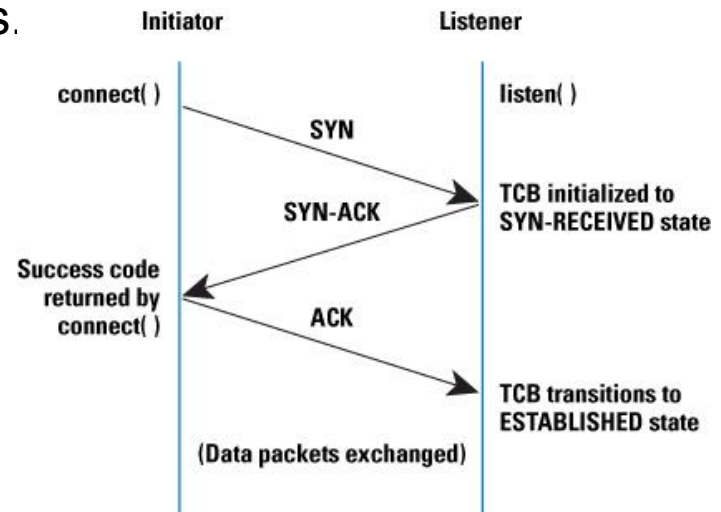 s.
Initiator
Listener
connect( )
listen( )
SYN
TCB initialized to
SYN-RECEIVED state
SYN-ACK
Success code
returned by
connect( )
ACK
TCB transitions to
ESTABLISHED state
(Data packets exchanged)